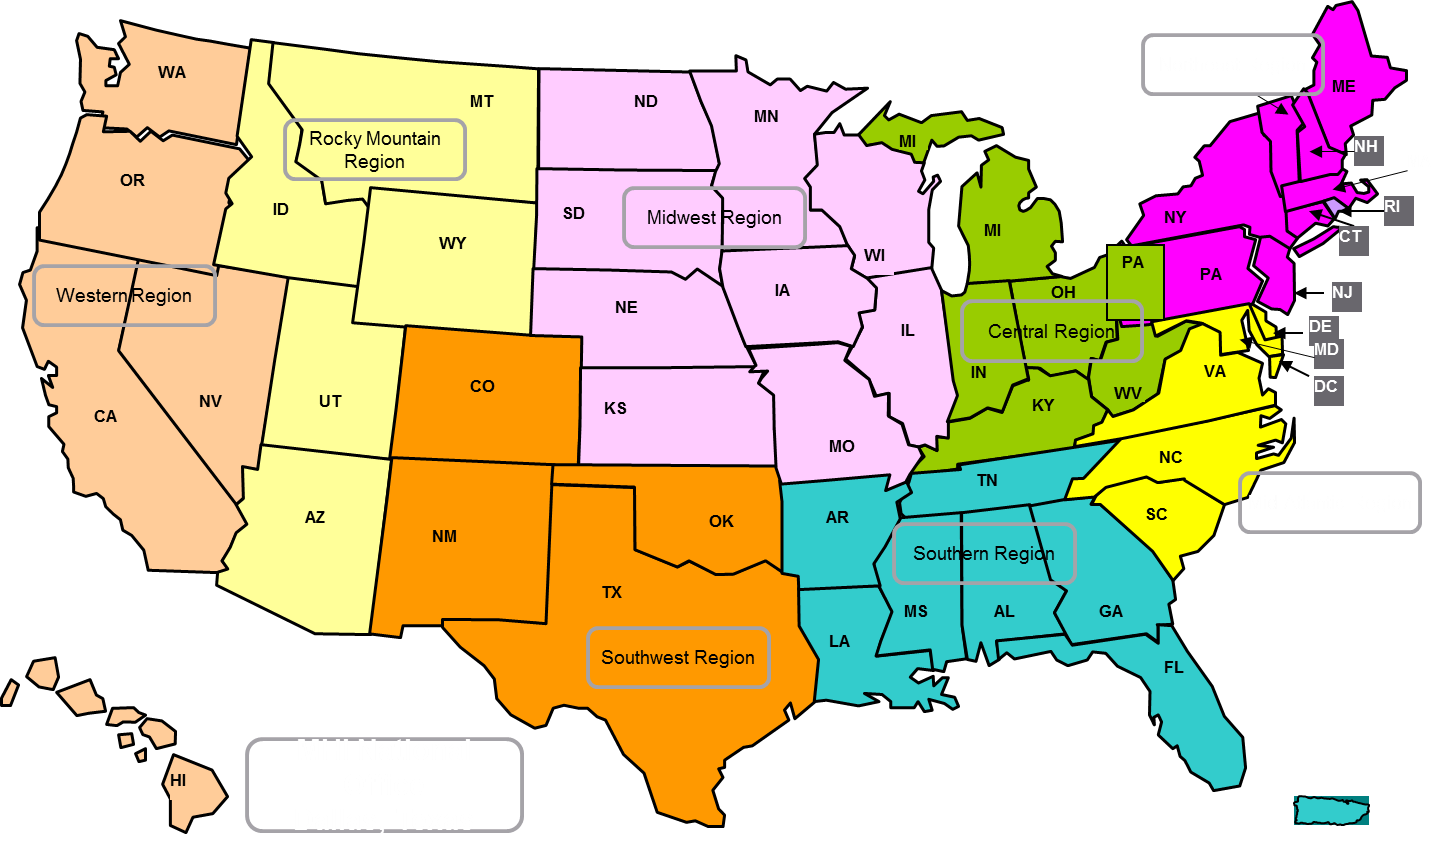 WA
MT
ND
MN
MI
ME
Rocky Mountain
Region
NH
OR
ID
SD
Midwest Region
NY
RI
WY
MI
CT
WI
PA
PA
Western Region
NE
IA
OH
NJ
IL
Central Region
DE
MD
CO
IN
VA
DC
CA
NV
UT
KS
KY
WV
MO
NC
TN
AZ
NM
OK
AR
SC
Southern Region
TX
MS
AL
GA
LA
Southwest Region
FL
HI